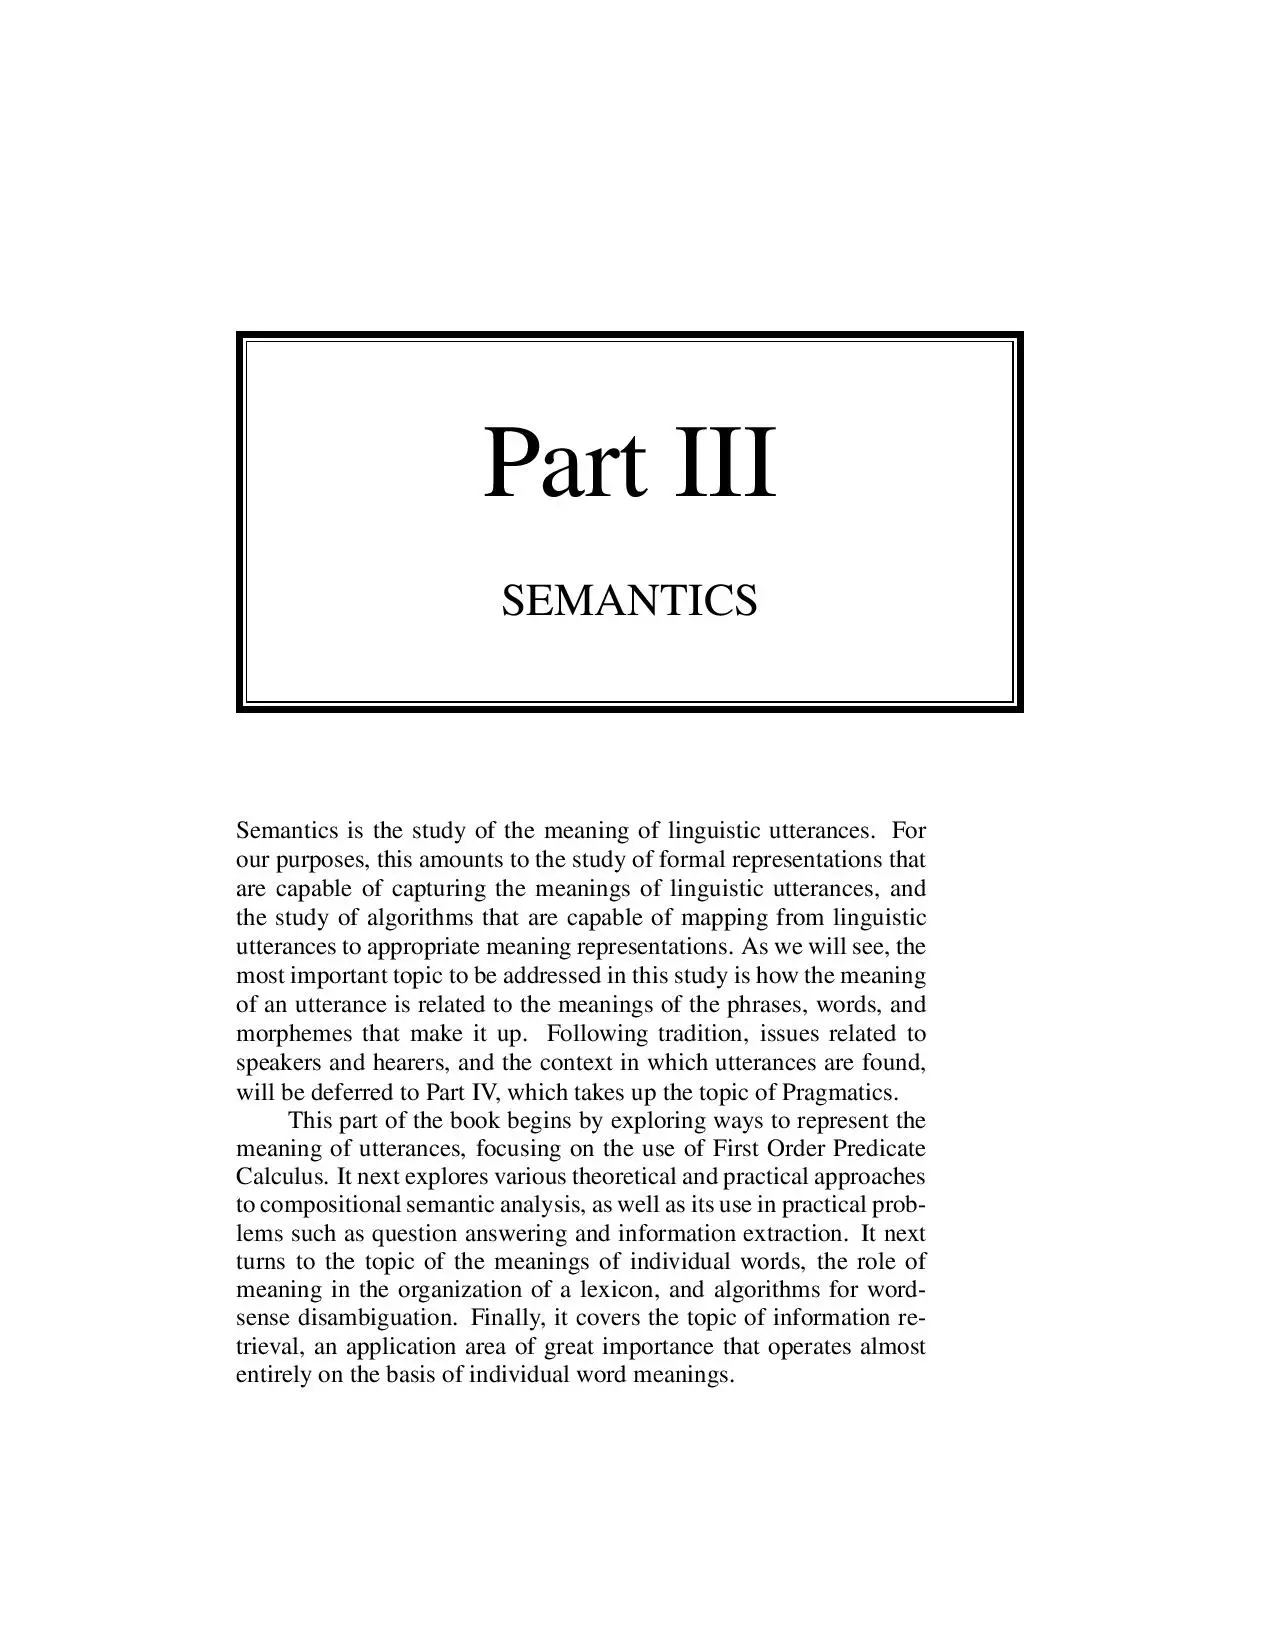 Part III
SEMANTICS
Semantics is the study of the meaning of linguistic utterances. For
our purposes, this amounts to the study of formal representations that
are capable of capturing the meanings of linguistic utterances, and
the study of algorithms that are capable of mapping from linguistic
utterances to appropriate meaning representations. As we will see, the
most important topic to be addressed in this study is how the meaning
of an utterance is related to the meanings of the phrases, words, and
morphemes that make it up. Following tradition, issues related to
speakers and hearers, and the context in which utterances are found,
will be deferred to Part IV, which takes up the topic of Pragmatics.
This part of the book begins by exploring ways to represent the
meaning of utterances, focusing on the use of First Order Predicate
Calculus. It next explores various theoretical and practical approaches
to compositional semantic analysis, as well as its use in practical prob-
lems such as question answering and information extraction. It next
turns to the topic of the meanings of individual words, the role of
meaning in the organization of a lexicon, and algorithms for word-
sense disambiguation. Finally, it covers the topic of information re-
trieval, an application area of great importance that operates almost
entirely on the basis of individual word meanings.